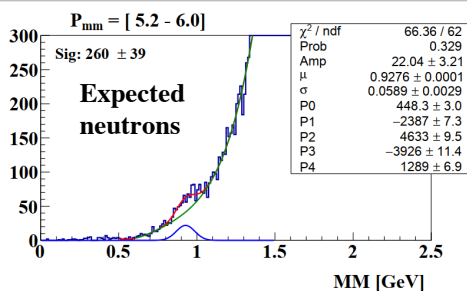 P_mm = [ 5.2 - 6.0]
300
250
200
150
100
50
0
Sig: 260 ± 39
Expected
neutrons
χ² / ndf 66.36 / 62
Prob 0.329
Amp 22.04 ± 3.21
μ 0.9276 ± 0.0001
σ 0.0589 ± 0.0029
P0 448.3 ± 3.0
P1 −2387 ± 7.3
P2 4633 ± 9.5
P3 −3926 ± 11.4
P4 1289 ± 6.9
0 0.5 1 1.5 2 2.5
MM [GeV]